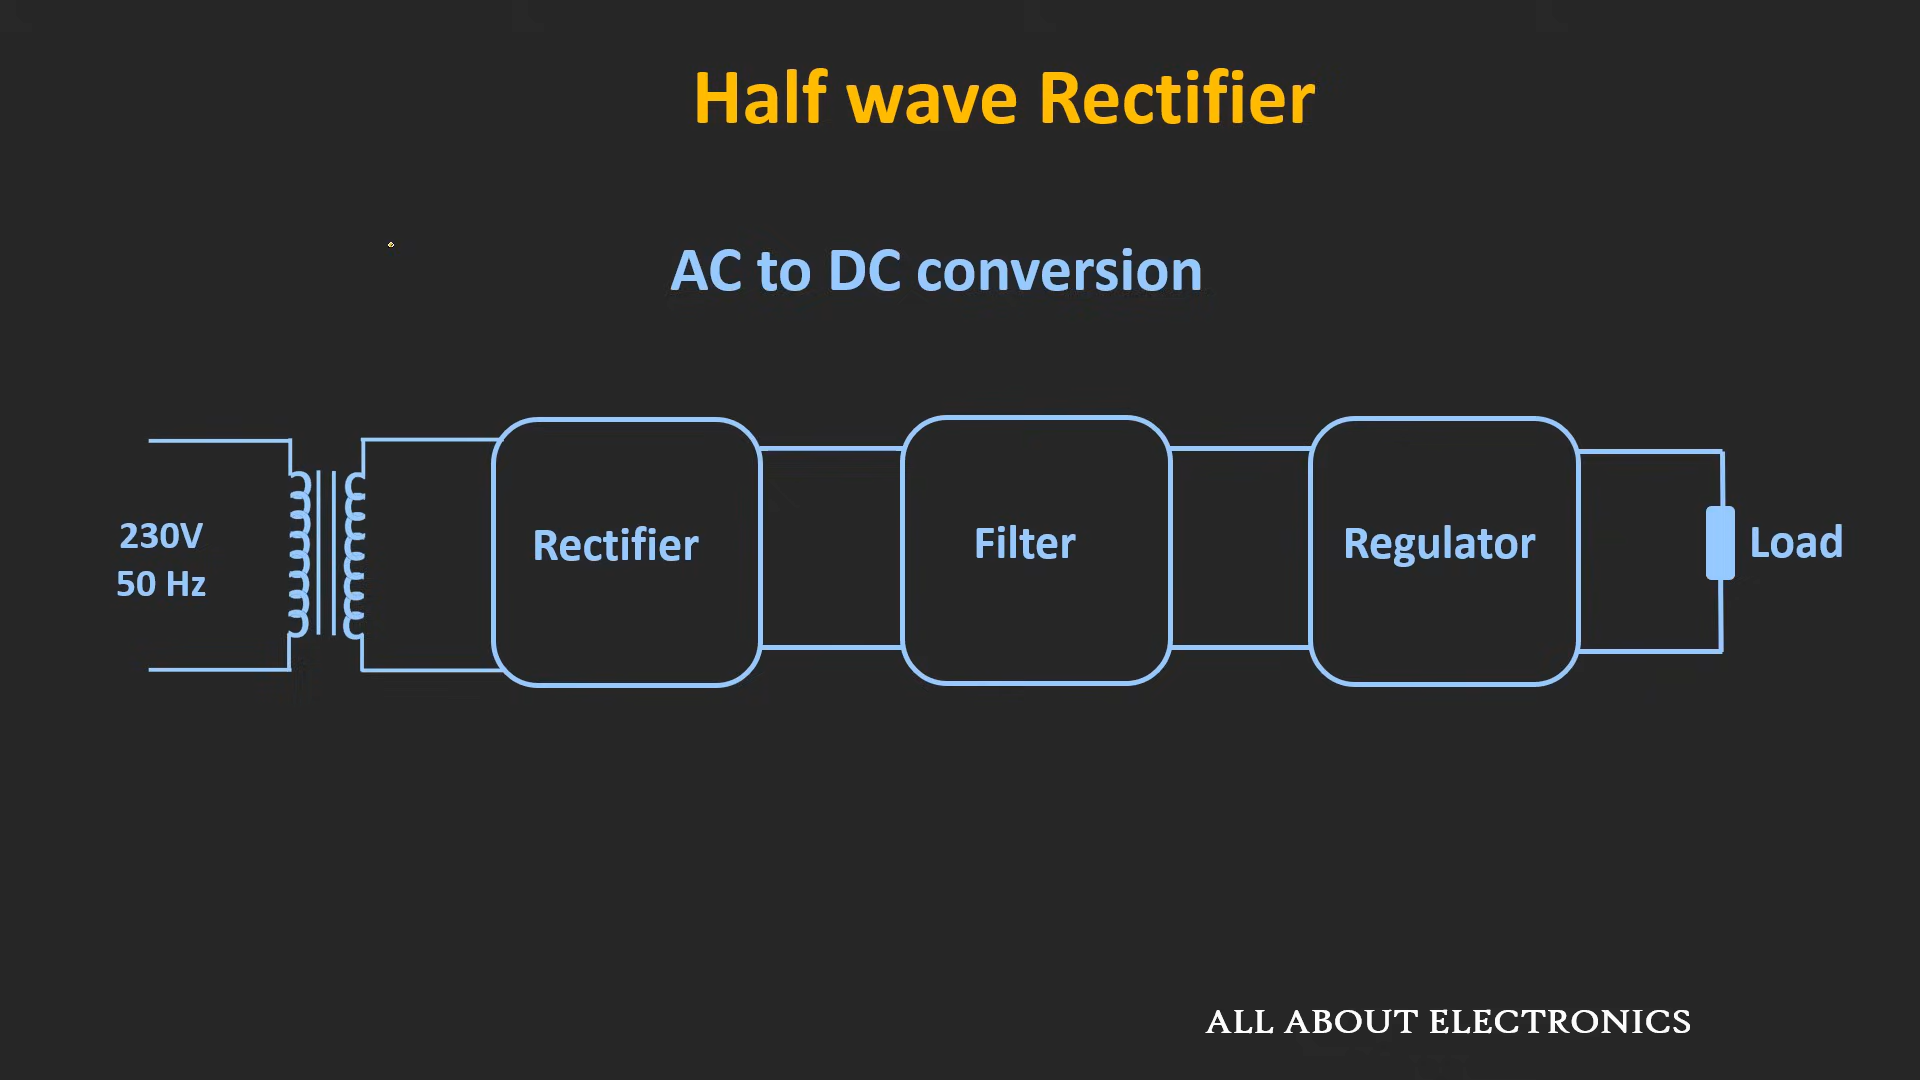 Half wave Rectifier
AC to DC conversion
230V
50 Hz
Rectifier
Filter
Regulator
Load
ALL ABOUT ELECTRONICS